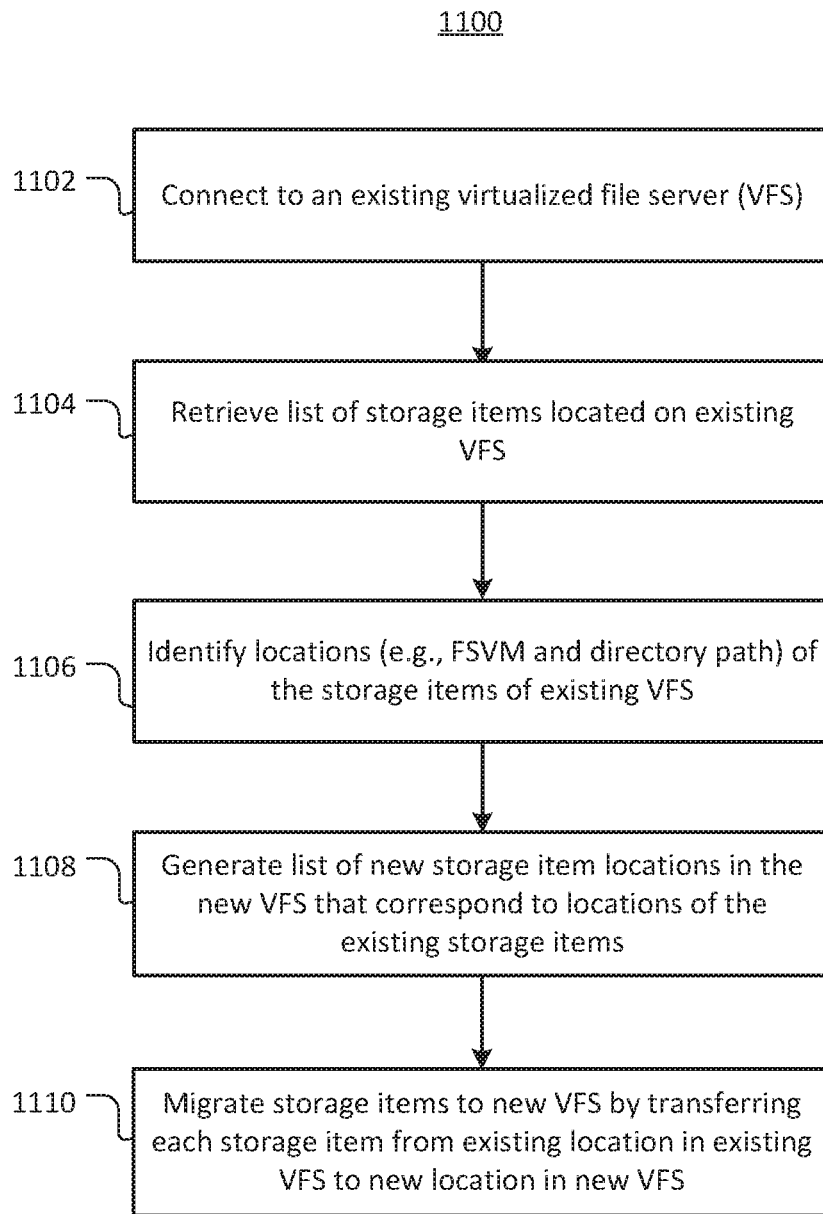 1100
1102
Connect to an existing virtualized file server (VFS)
1104
Retrieve list of storage items located on existing
VFS
1106
Identify locations (e.g., FSVM and directory path) of
the storage items of existing VFS
1108
Generate list of new storage item locations in the
new VFS that correspond to locations of the
existing storage items
1110
Migrate storage items to new VFS by transferring
each storage item from existing location in existing
VFS to new location in new VFS